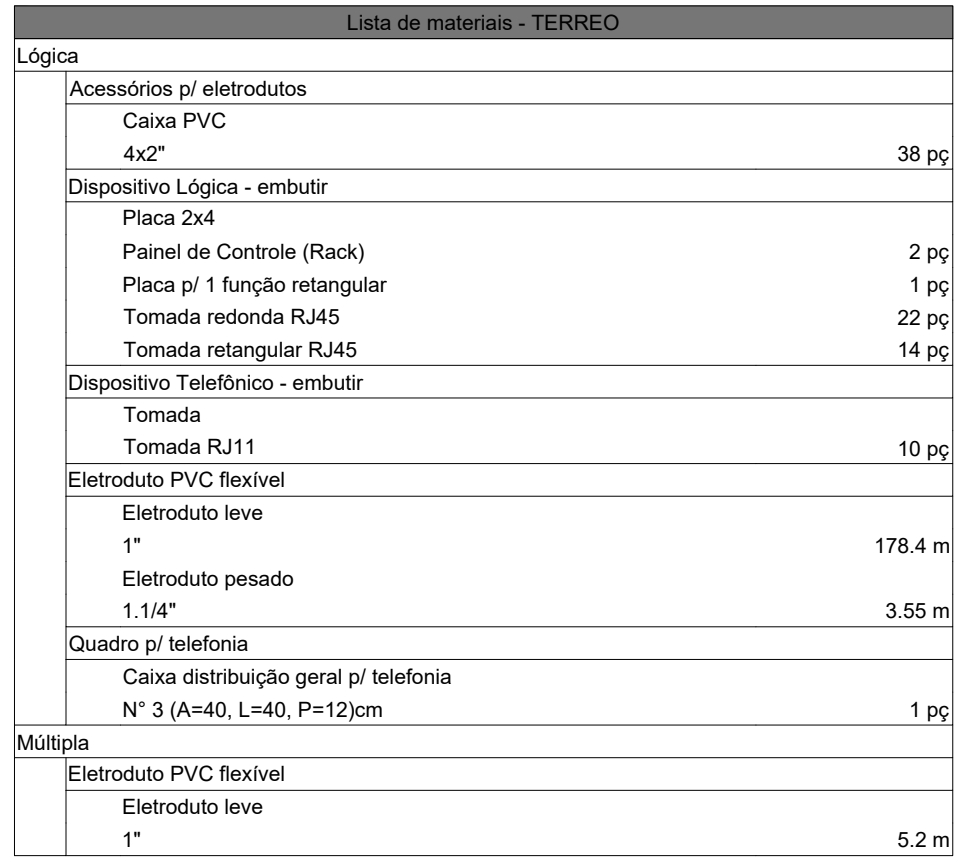 Lista de materiais - TERREO
Lógica
Acessórios p/ eletrodutos
Caixa PVC
4x2" 38 pç
Dispositivo Lógica - embutir
Placa 2x4
Painel de Controle (Rack) 2 pç
Placa p/ 1 função retangular 1 pç
Tomada redonda RJ45 22 pç
Tomada retangular RJ45 14 pç
Dispositivo Telefônico - embutir
Tomada
Tomada RJ11 10 pç
Eletroduto PVC flexível
Eletroduto leve
1" 178.4 m
Eletroduto pesado
1.1/4" 3.55 m
Quadro p/ telefonia
Caixa distribuição geral p/ telefonia
N° 3 (A=40, L=40, P=12)cm 1 pç
Múltipla
Eletroduto PVC flexível
Eletroduto leve
1" 5.2 m